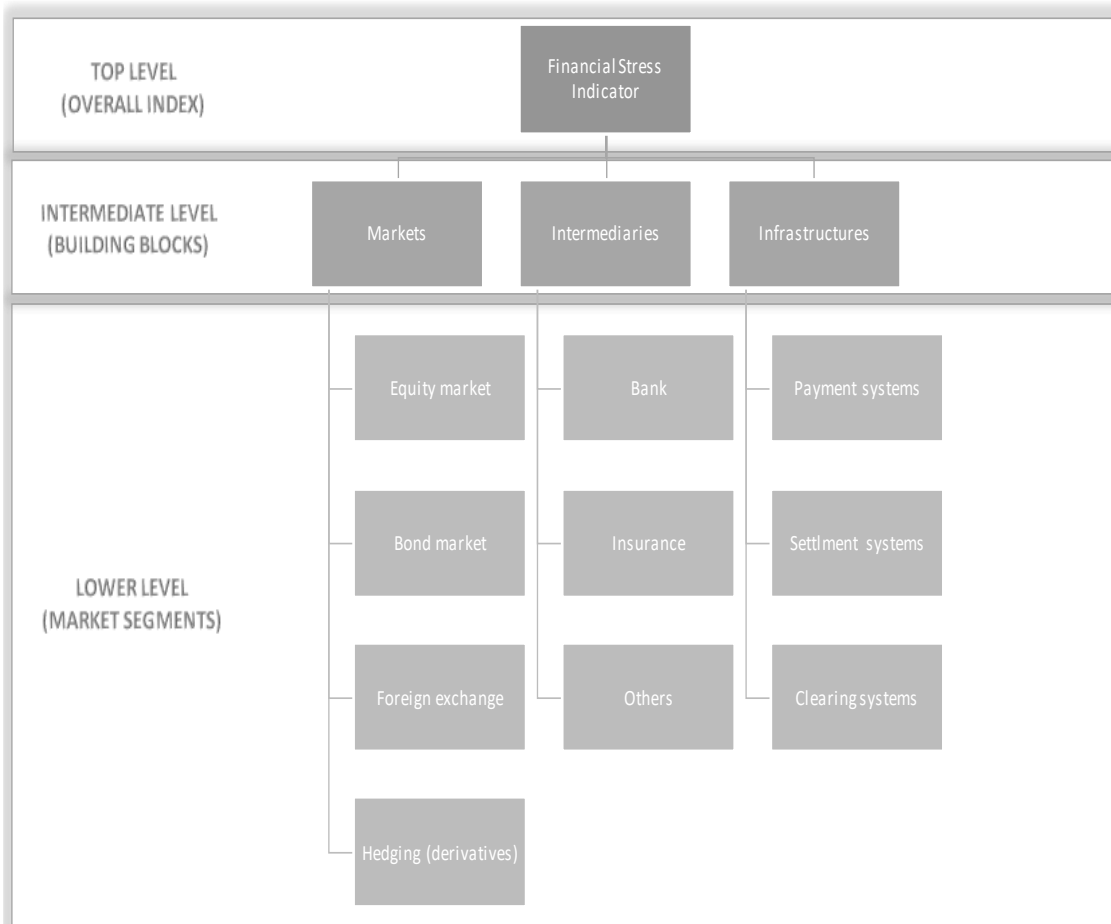 TOP LEVEL
(OVERALL INDEX)
Financial Stress
Indicator
INTERMEDIATE LEVEL
(BUILDING BLOCKS)
Markets
Intermediaries
Infrastructures
LOWER LEVEL
(MARKET SEGMENTS)
Equity market
Bank
Payment systems
Bond market
Insurance
Settlment systems
Foreign exchange
Others
Clearing systems
Hedging (derivatives)